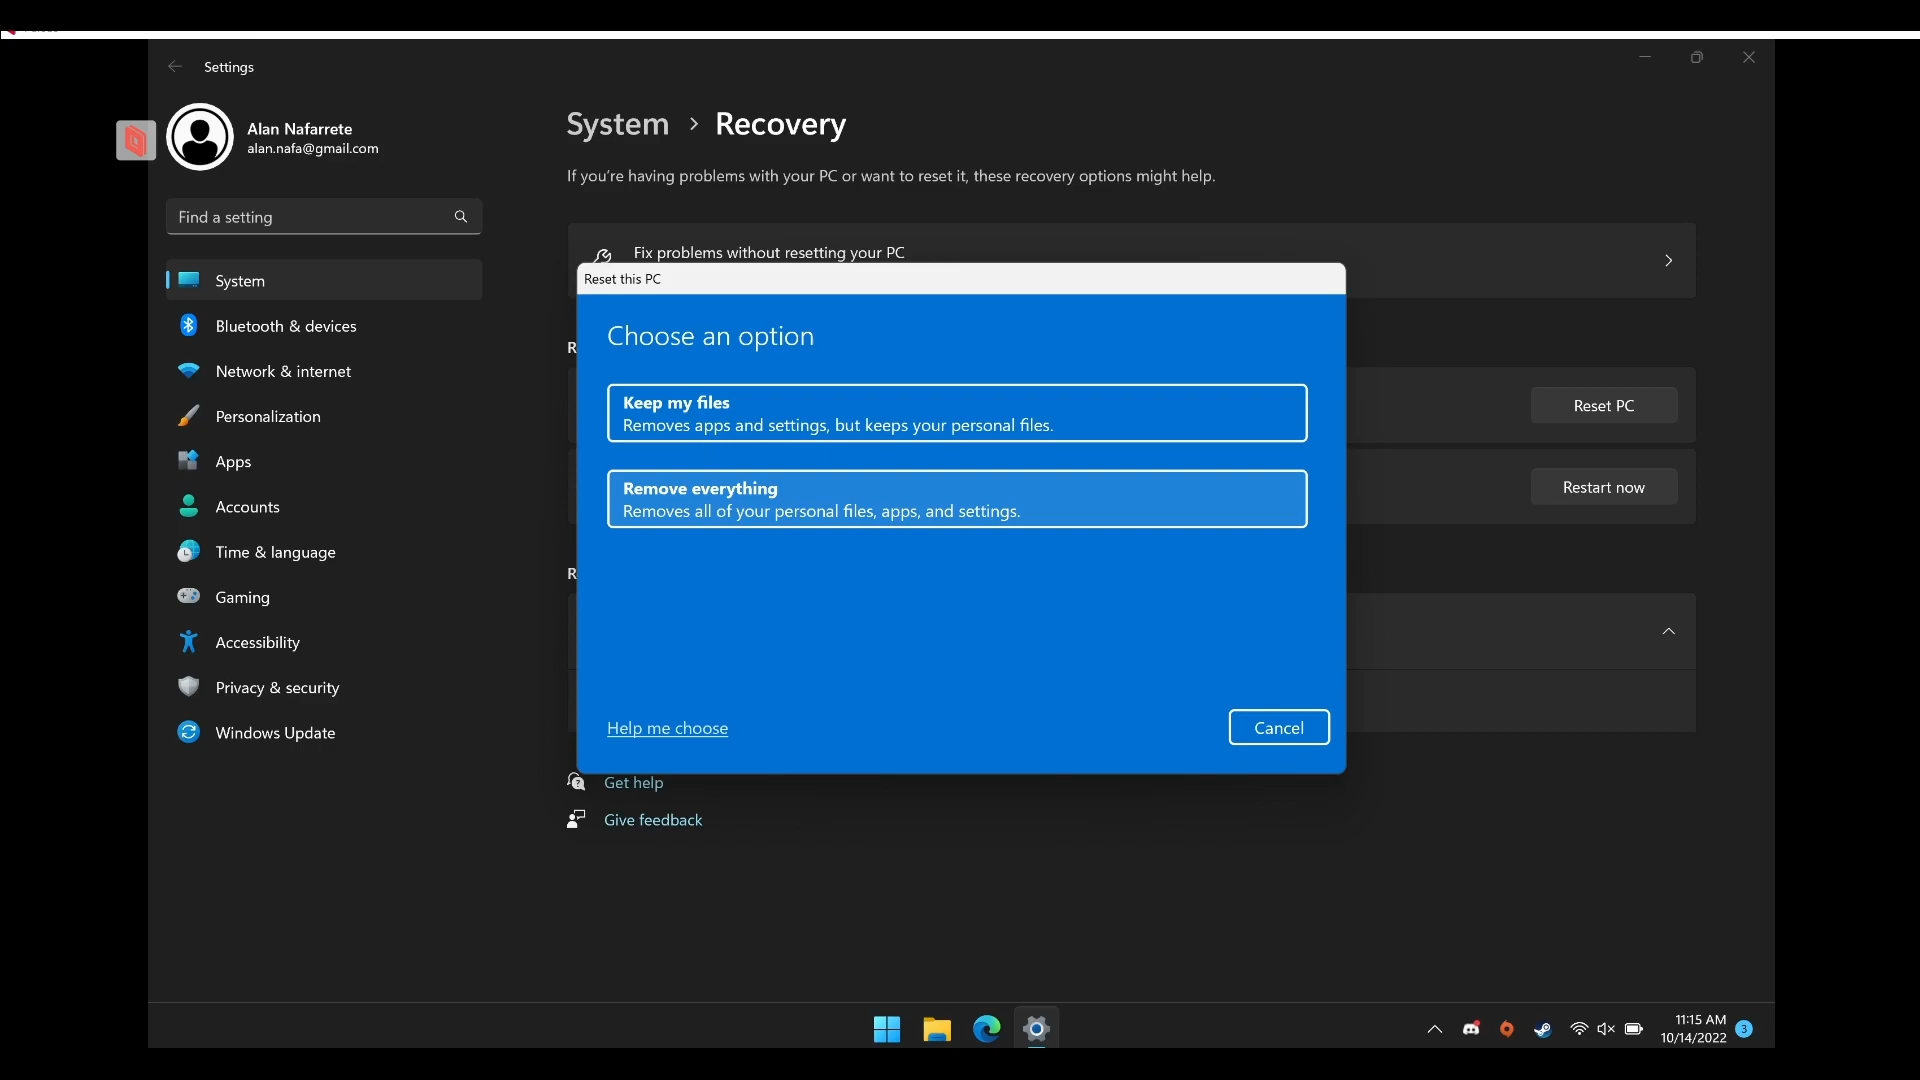 Settings
Alan Nafarrete
alan.nafa@gmail.com
Find a setting
System
Bluetooth & devices
Network & internet
Personalization
Apps
Accounts
Time & language
Gaming
Accessibility
Privacy & security
Windows Update
System > Recovery
If you're having problems with your PC or want to reset it, these recovery options might help.
Fix problems without resetting your PC
Reset this PC
Choose an option
Keep my files
Removes apps and settings, but keeps your personal files.
Remove everything
Removes all of your personal files, apps, and settings.
Help me choose
Cancel
R
Reset PC
Restart now
R
Get help
Give feedback
11:15 AM
10/14/2022
3